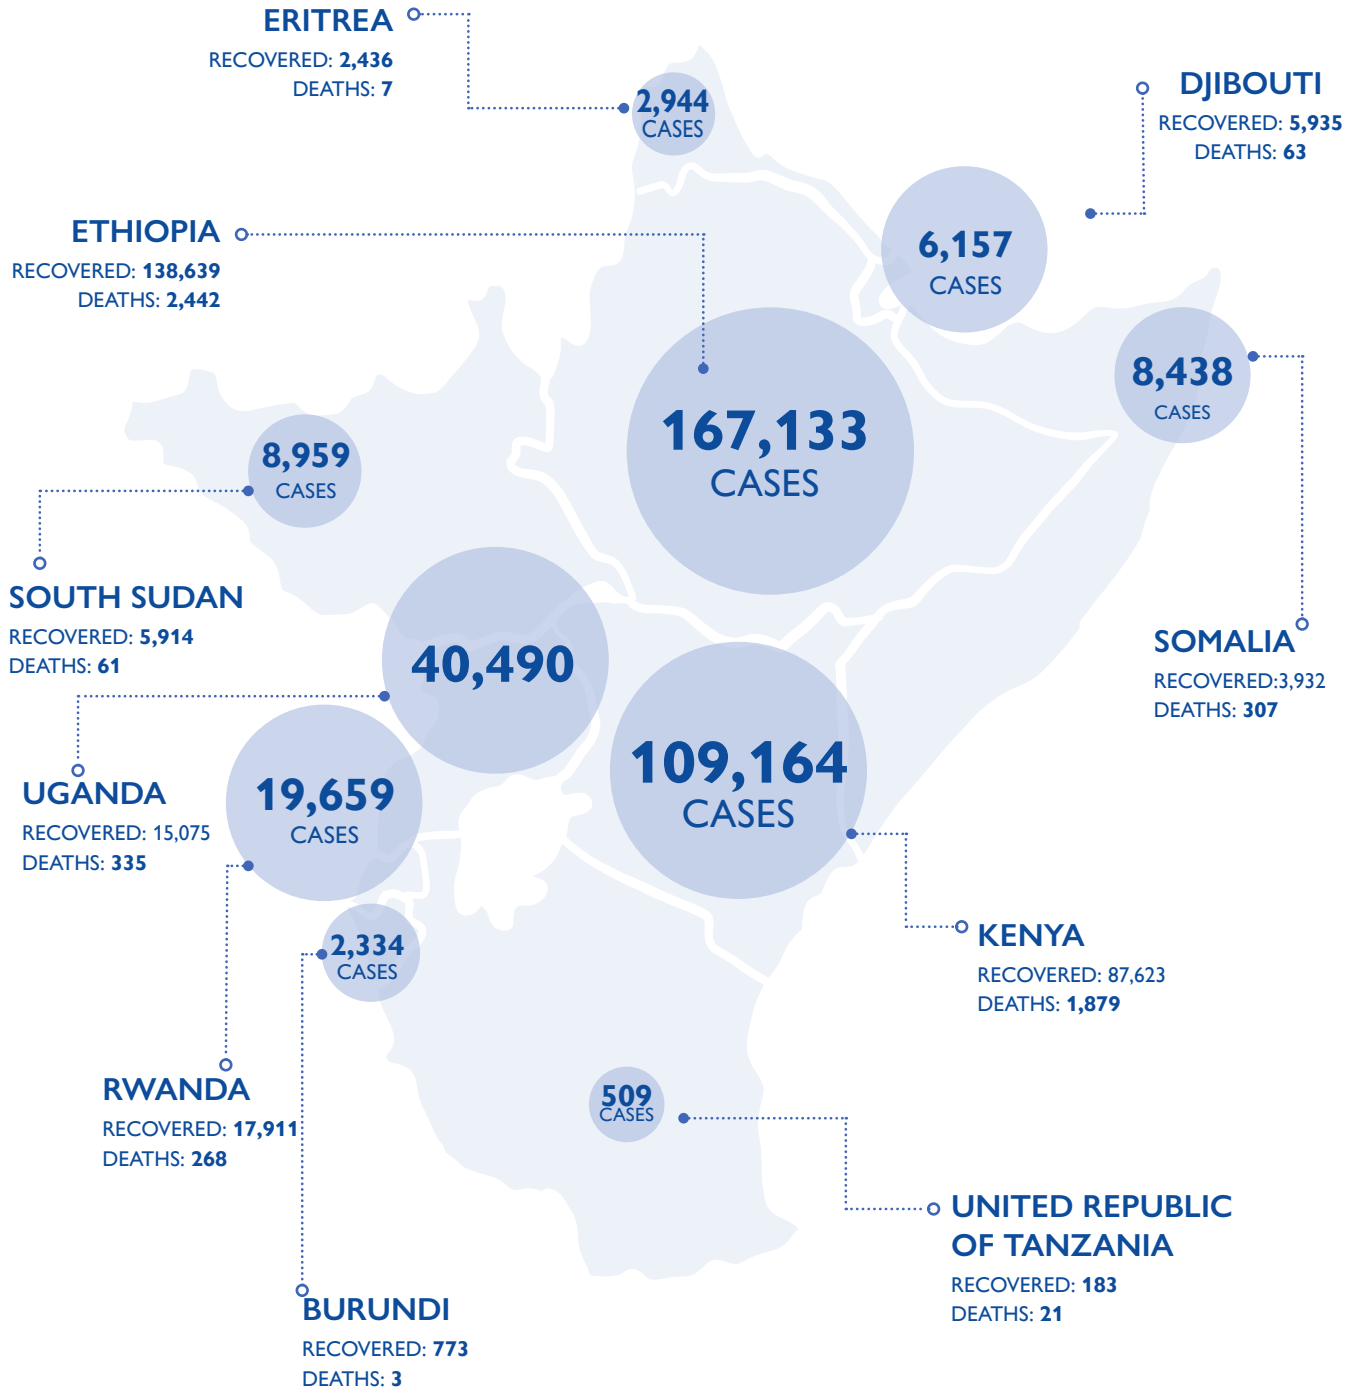 ERITREA
RECOVERED: 2,436
DEATHS: 7
2,944
CASES
DJIBOUTI
RECOVERED: 5,935
DEATHS: 63
6,157
CASES
ETHIOPIA
RECOVERED: 138,639
DEATHS: 2,442
167,133
CASES
8,438
CASES
SOMALIA
RECOVERED:3,932
DEATHS: 307
8,959
CASES
SOUTH SUDAN
RECOVERED: 5,914
DEATHS: 61
40,490
UGANDA
RECOVERED: 15,075
DEATHS: 335
109,164
CASES
KENYA
RECOVERED: 87,623
DEATHS: 1,879
19,659
CASES
RWANDA
RECOVERED: 17,911
DEATHS: 268
2,334
CASES
BURUNDI
RECOVERED: 773
DEATHS: 3
509
CASES
UNITED REPUBLIC
OF TANZANIA
RECOVERED: 183
DEATHS: 21